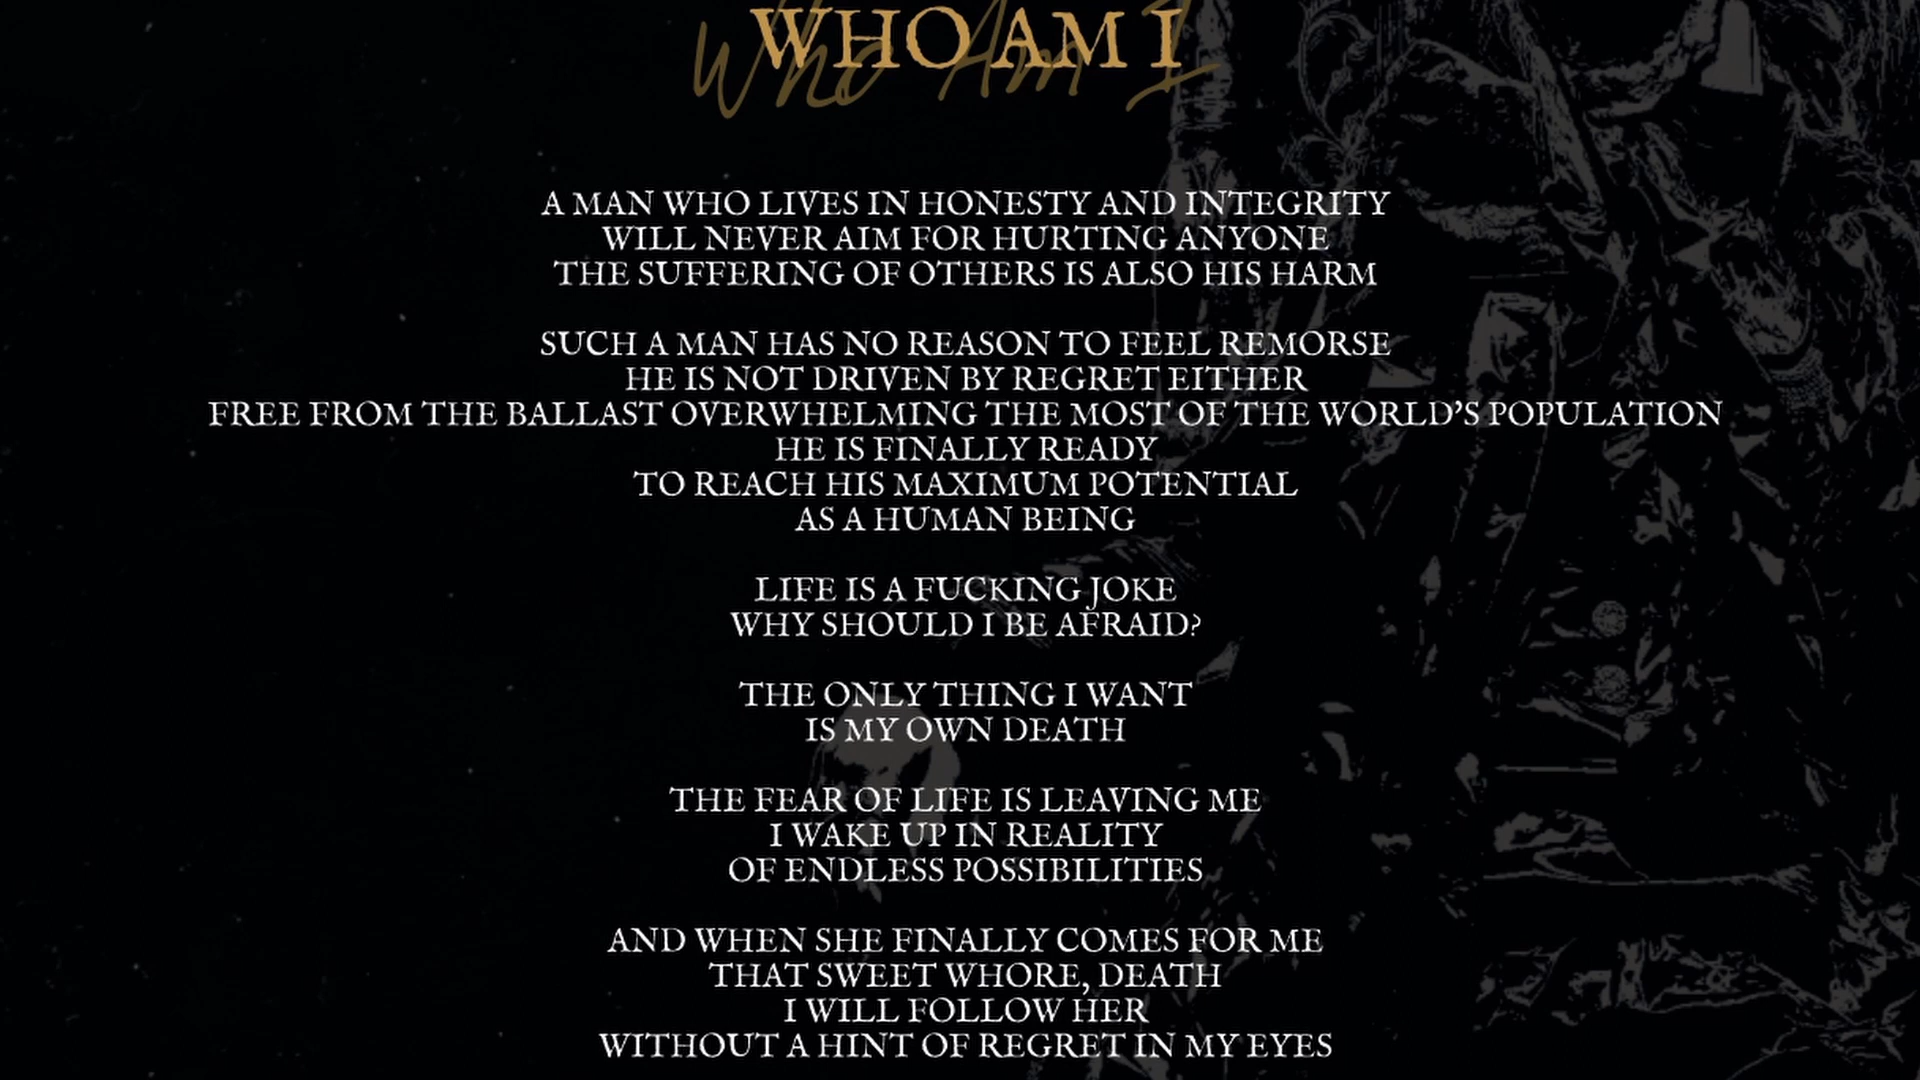 WHO AM I
Who Am I
A MAN WHO LIVES IN HONESTY AND INTEGRITY
WILL NEVER AIM FOR HURTING ANYONE
THE SUFFERING OF OTHERS IS ALSO HIS HARM
SUCH A MAN HAS NO REASON TO FEEL REMORSE
HE IS NOT DRIVEN BY REGRET EITHER
FREE FROM THE BALLAST OVERWHELMING THE MOST OF THE WORLD'S POPULATION
HE IS FINALLY READY
TO REACH HIS MAXIMUM POTENTIAL
AS A HUMAN BEING
LIFE IS A FUCKING JOKE
WHY SHOULD I BE AFRAID?
THE ONLY THING I WANT
IS MY OWN DEATH
THE FEAR OF LIFE IS LEAVING ME
I WAKE UP IN REALITY
OF ENDLESS POSSIBILITIES
AND WHEN SHE FINALLY COMES FOR ME
THAT SWEET WHORE, DEATH
I WILL FOLLOW HER
WITHOUT A HINT OF REGRET IN MY EYES